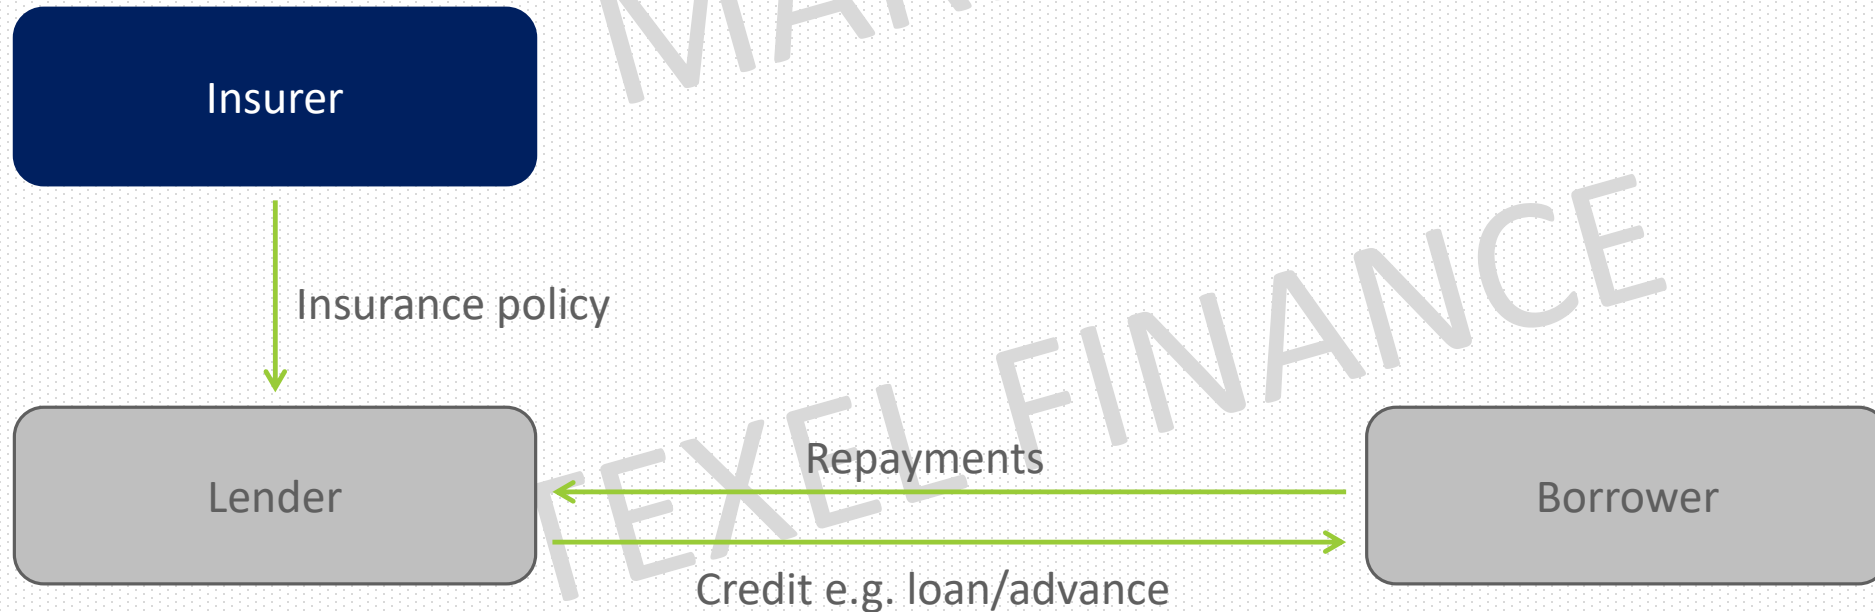 Insurer
Insurance policy
Lender
Repayments
Borrower
Credit e.g. loan/advance
TEXEL FINANCE